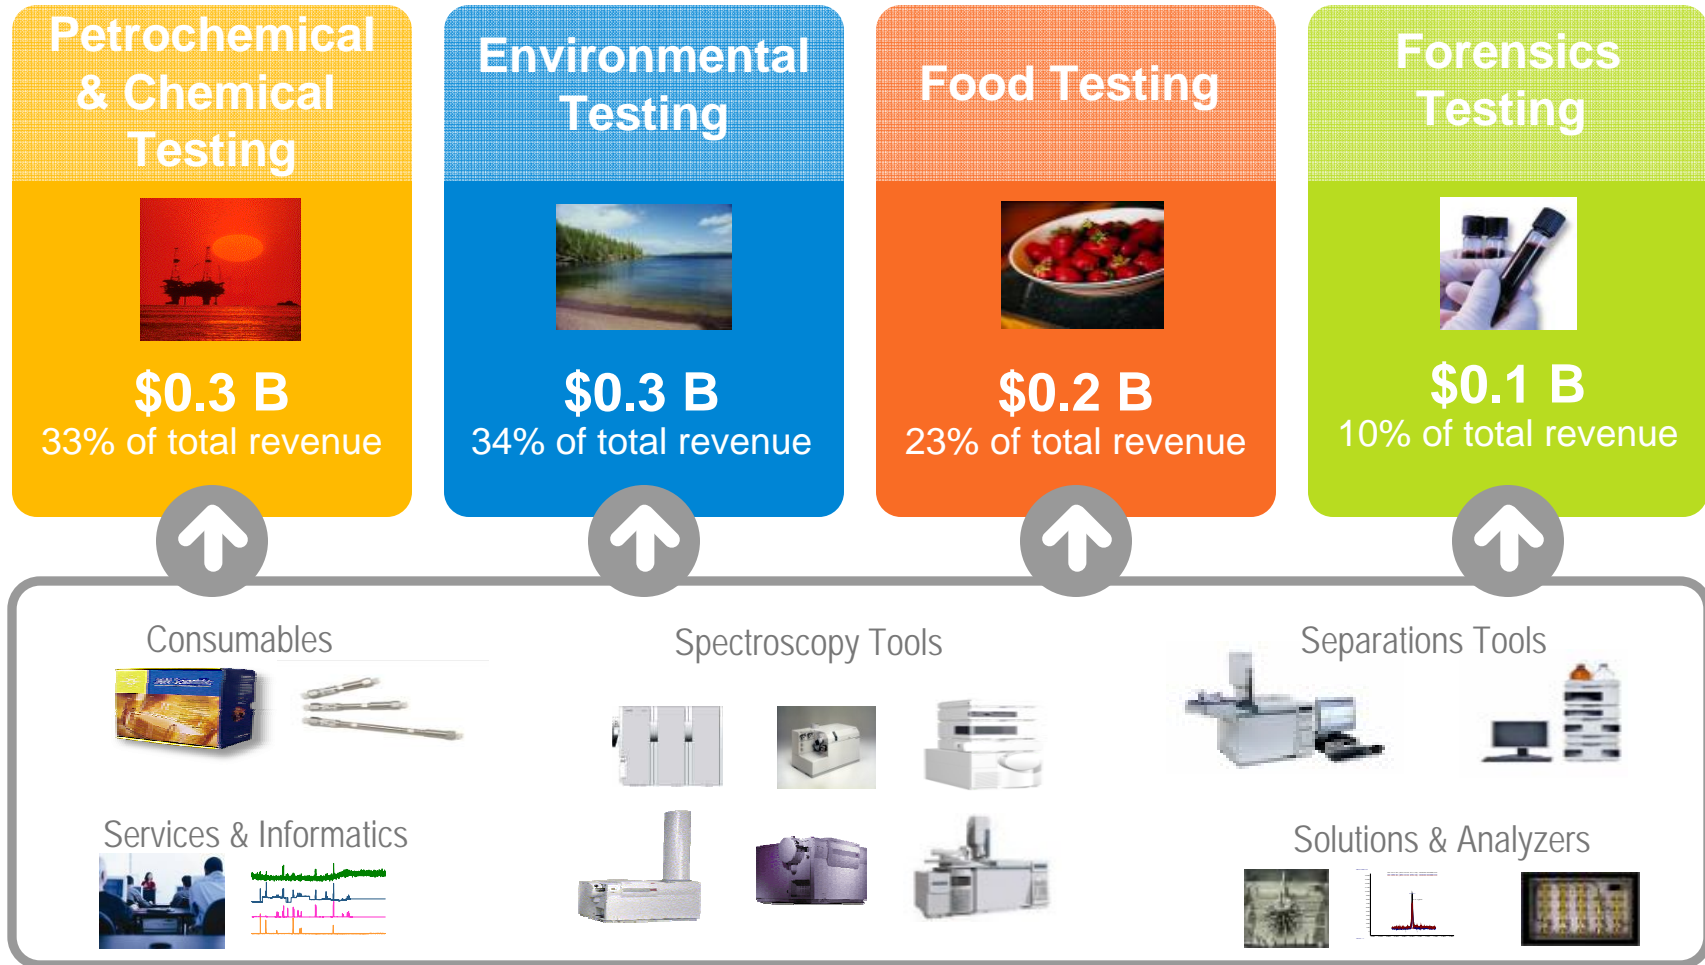 Petrochemical
& Chemical
Testing
Environmental
Testing
Food Testing
Forensics
Testing
$0.3 B
33% of total revenue
$0.3 B
34% of total revenue
$0.2 B
23% of total revenue
$0.1 B
10% of total revenue
Consumables
Spectroscopy Tools
Separations Tools
Services & Informatics
Solutions & Analyzers